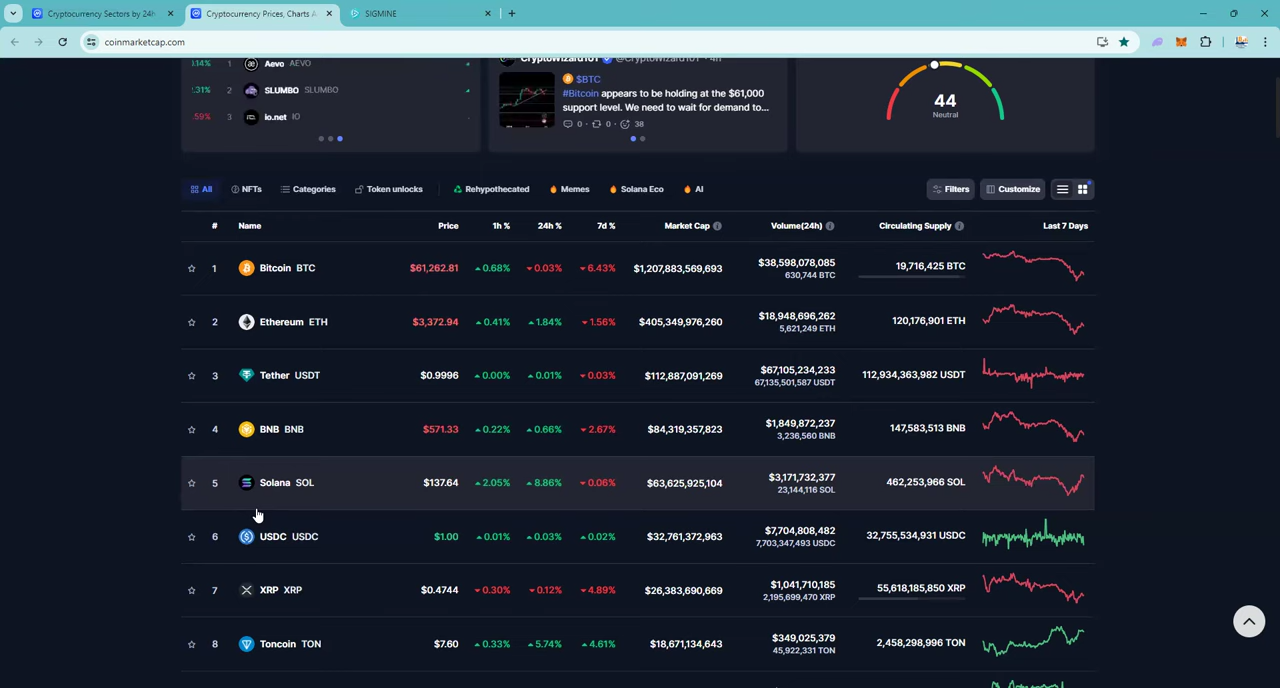 Cryptocurrency Sectors by 24h
Cryptocurrency Prices, Charts A
SIGMINE
coinmarketcap.com
1 Aevo AEVO
2.31% 2 SLUMBO SLUMBO
3 io.net IO
CryptoWizard101 @CryptoWizard101 · 4h
$BTC
#Bitcoin appears to be holding at the $61,000
support level. We need to wait for demand to...
0 · 0 · 38
44
Neutral
All NFTs Categories Token unlocks Rehypothecated Memes Solana Eco AI Filters Customize
# Name Price 1h % 24h % 7d % Market Cap Volume(24h) Circulating Supply Last 7 Days
1 Bitcoin BTC $61,262.81 0.68% 0.03% 6.43% $1,207,883,569,693 $38,598,078,085 19,716,425 BTC
630,744 BTC
2 Ethereum ETH $3,372.94 0.41% 1.84% 1.56% $405,349,976,260 $18,948,696,262 120,176,901 ETH
5,621,249 ETH
3 Tether USDT $0.9996 0.00% 0.01% 0.03% $112,887,091,269 $67,105,234,233 112,934,363,982 USDT
67,135,501,587 USDT
4 BNB BNB $571.33 0.22% 0.66% 2.67% $84,319,357,823 $1,849,872,237 147,583,513 BNB
3,236,560 BNB
5 Solana SOL $137.64 2.05% 8.86% 0.06% $63,625,925,104 $3,171,732,377 462,253,966 SOL
23,144,116 SOL
6 USDC USDC $1.00 0.01% 0.03% 0.02% $32,761,372,963 $7,704,808,482 32,755,534,931 USDC
7,703,347,493 USDC
7 XRP XRP $0.4744 0.30% 0.12% 4.89% $26,383,690,669 $1,041,710,185 55,618,185,850 XRP
2,195,699,470 XRP
8 Toncoin TON $7.60 0.33% 5.74% 4.61% $18,671,134,643 $349,025,379 2,458,298,996 TON
45,922,331 TON